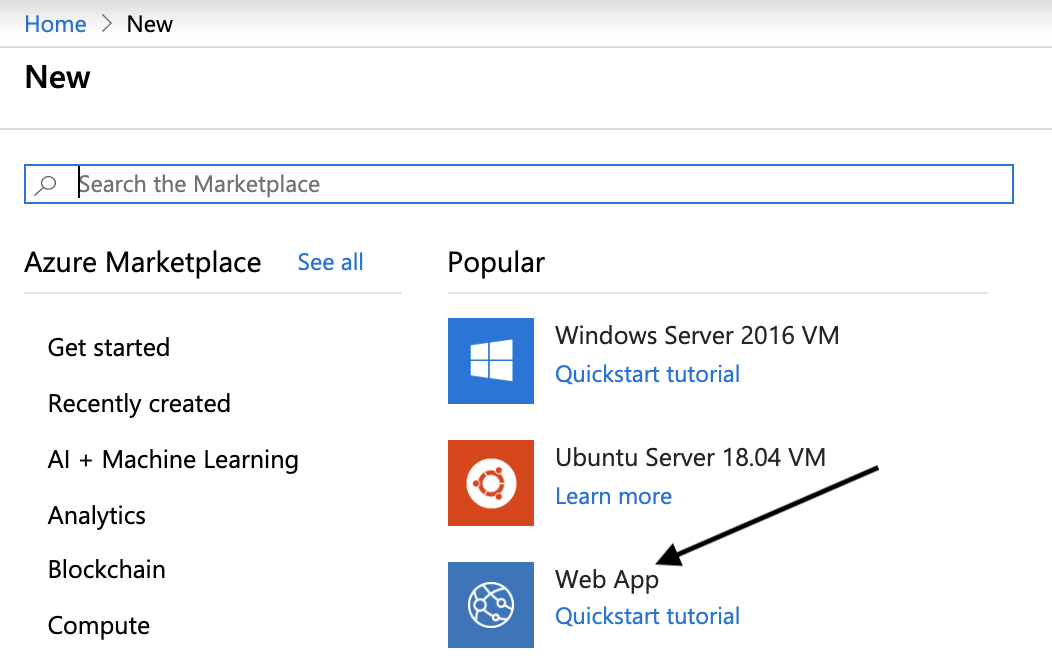 Home > New
New
Search the Marketplace
Azure Marketplace See all
Get started
Recently created
AI + Machine Learning
Analytics
Blockchain
Compute
Popular
Windows Server 2016 VM
Quickstart tutorial
Ubuntu Server 18.04 VM
Learn more
Web App
Quickstart tutorial